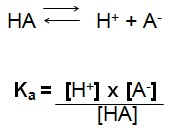 HA ⇌ H⁺ + A⁻
Kₐ = [H⁺] x [A⁻]
[HA]